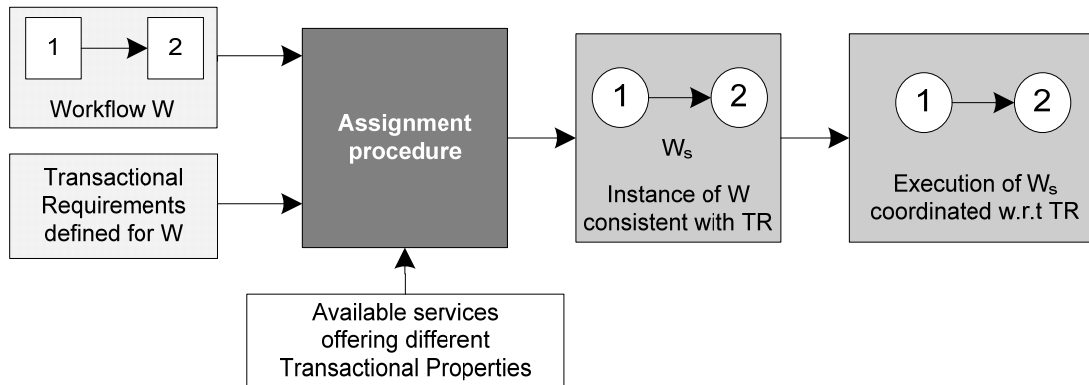 1
2
Workflow W
Transactional
Requirements
defined for W
Assignment
procedure
Available services
offering different
Transactional Properties
1
2
Wₛ
Instance of W
consistent with TR
1
2
Execution of Wₛ
coordinated w.r.t TR